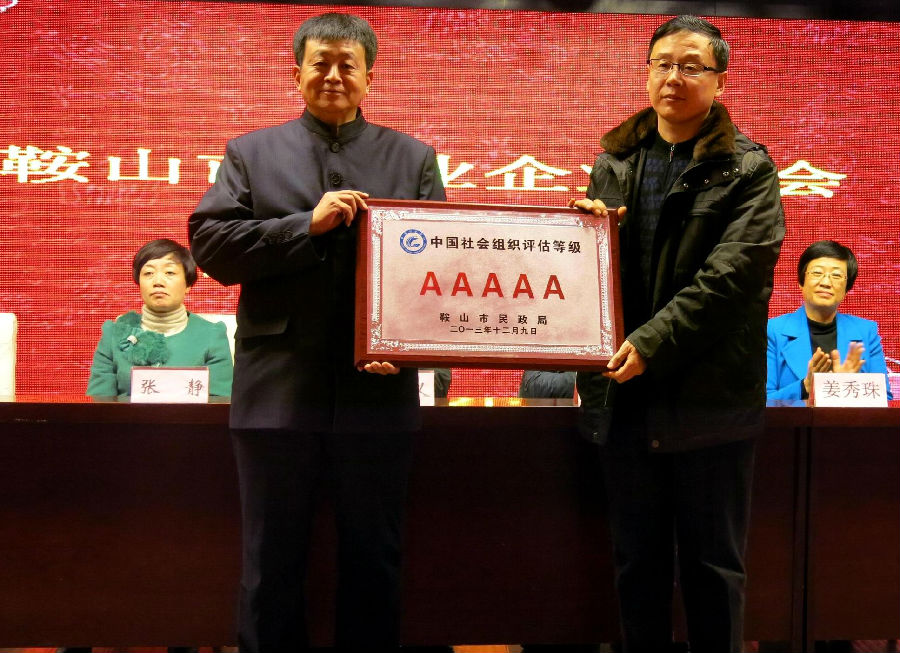 鞍山
业企
会
中国社会组织评估等级
AAAAA
鞍山市民政局
二〇一三年十二月九日
张 静
姜秀珠